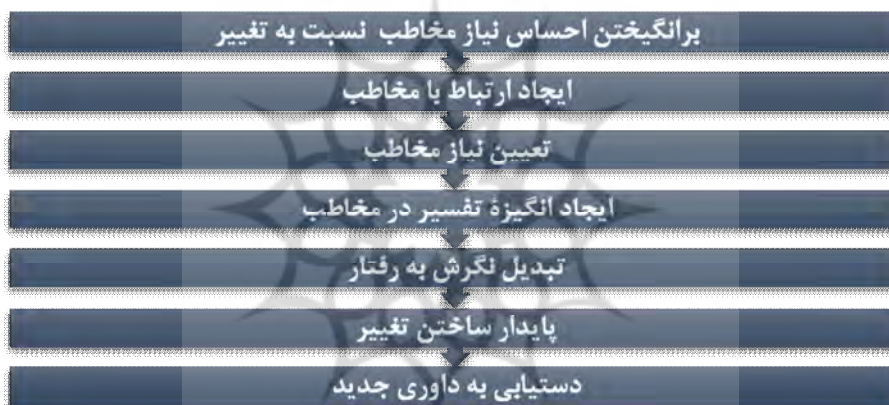 برانگیختن احساس نیاز مخاطب نسبت به تغییر
ایجاد ارتباط با مخاطب
تعیین نیاز مخاطب
ایجاد انگیزهٔ تفسیر در مخاطب
تبدیل نگرش به رفتار
پایدار ساختن تغییر
دستیابی به داوری جدید